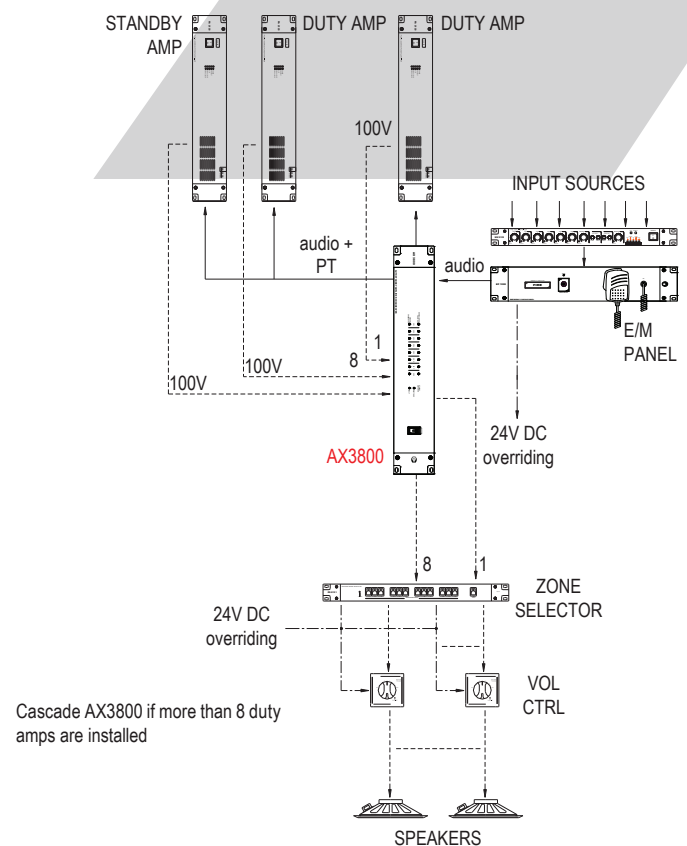 STANDBY
AMP
DUTY AMP
DUTY AMP
100V
INPUT SOURCES
audio +
PT
audio
E/M
PANEL
1
8
100V
100V
24V DC
overriding
AX3800
8
1
ZONE
SELECTOR
24V DC
overriding
VOL
CTRL
Cascade AX3800 if more than 8 duty
amps are installed
SPEAKERS